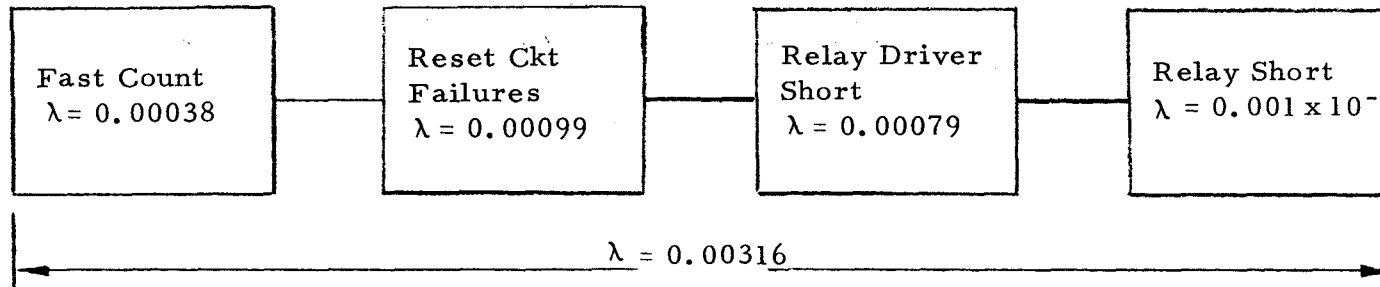 Fast Count
λ = 0.00038
Reset Ckt
Failures
λ = 0.00099
Relay Driver
Short
λ = 0.00079
Relay Short
λ = 0.001 x 10-
λ = 0.00316